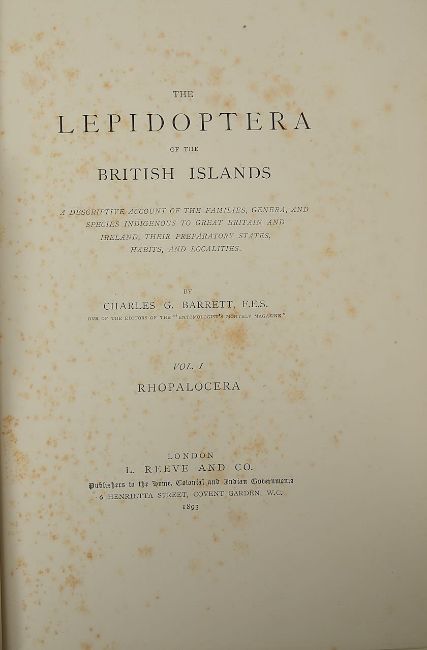 THE
LEPIDOPTERA
OF THE
BRITISH ISLANDS
A DESCRIPTIVE ACCOUNT OF THE FAMILIES, GENERA, AND
SPECIES INDIGENOUS TO GREAT BRITAIN AND
IRELAND, THEIR PREPARATORY STATES,
HABITS, AND LOCALITIES.
BY
CHARLES G. BARRETT, F.E.S.
ONE OF THE EDITORS OF THE "ENTOMOLOGIST'S MONTHLY MAGAZINE"
VOL. I
RHOPALOCERA
LONDON
L. REEVE AND CO.
Publishers to the Home, Colonial and Indian Governments
6 HENRIETTA STREET, COVENT GARDEN, W.C.
1893